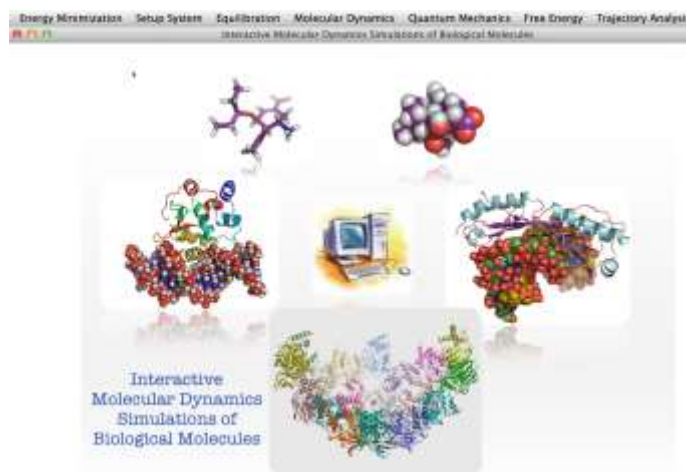 Energy Minimization Setup System Equilibration Molecular Dynamics Quantum Mechanics Free Energy Trajectory Analysis
Interactive Molecular Dynamics Simulations of Biological Molecules
Interactive
Molecular Dynamics
Simulations of
Biological Molecules